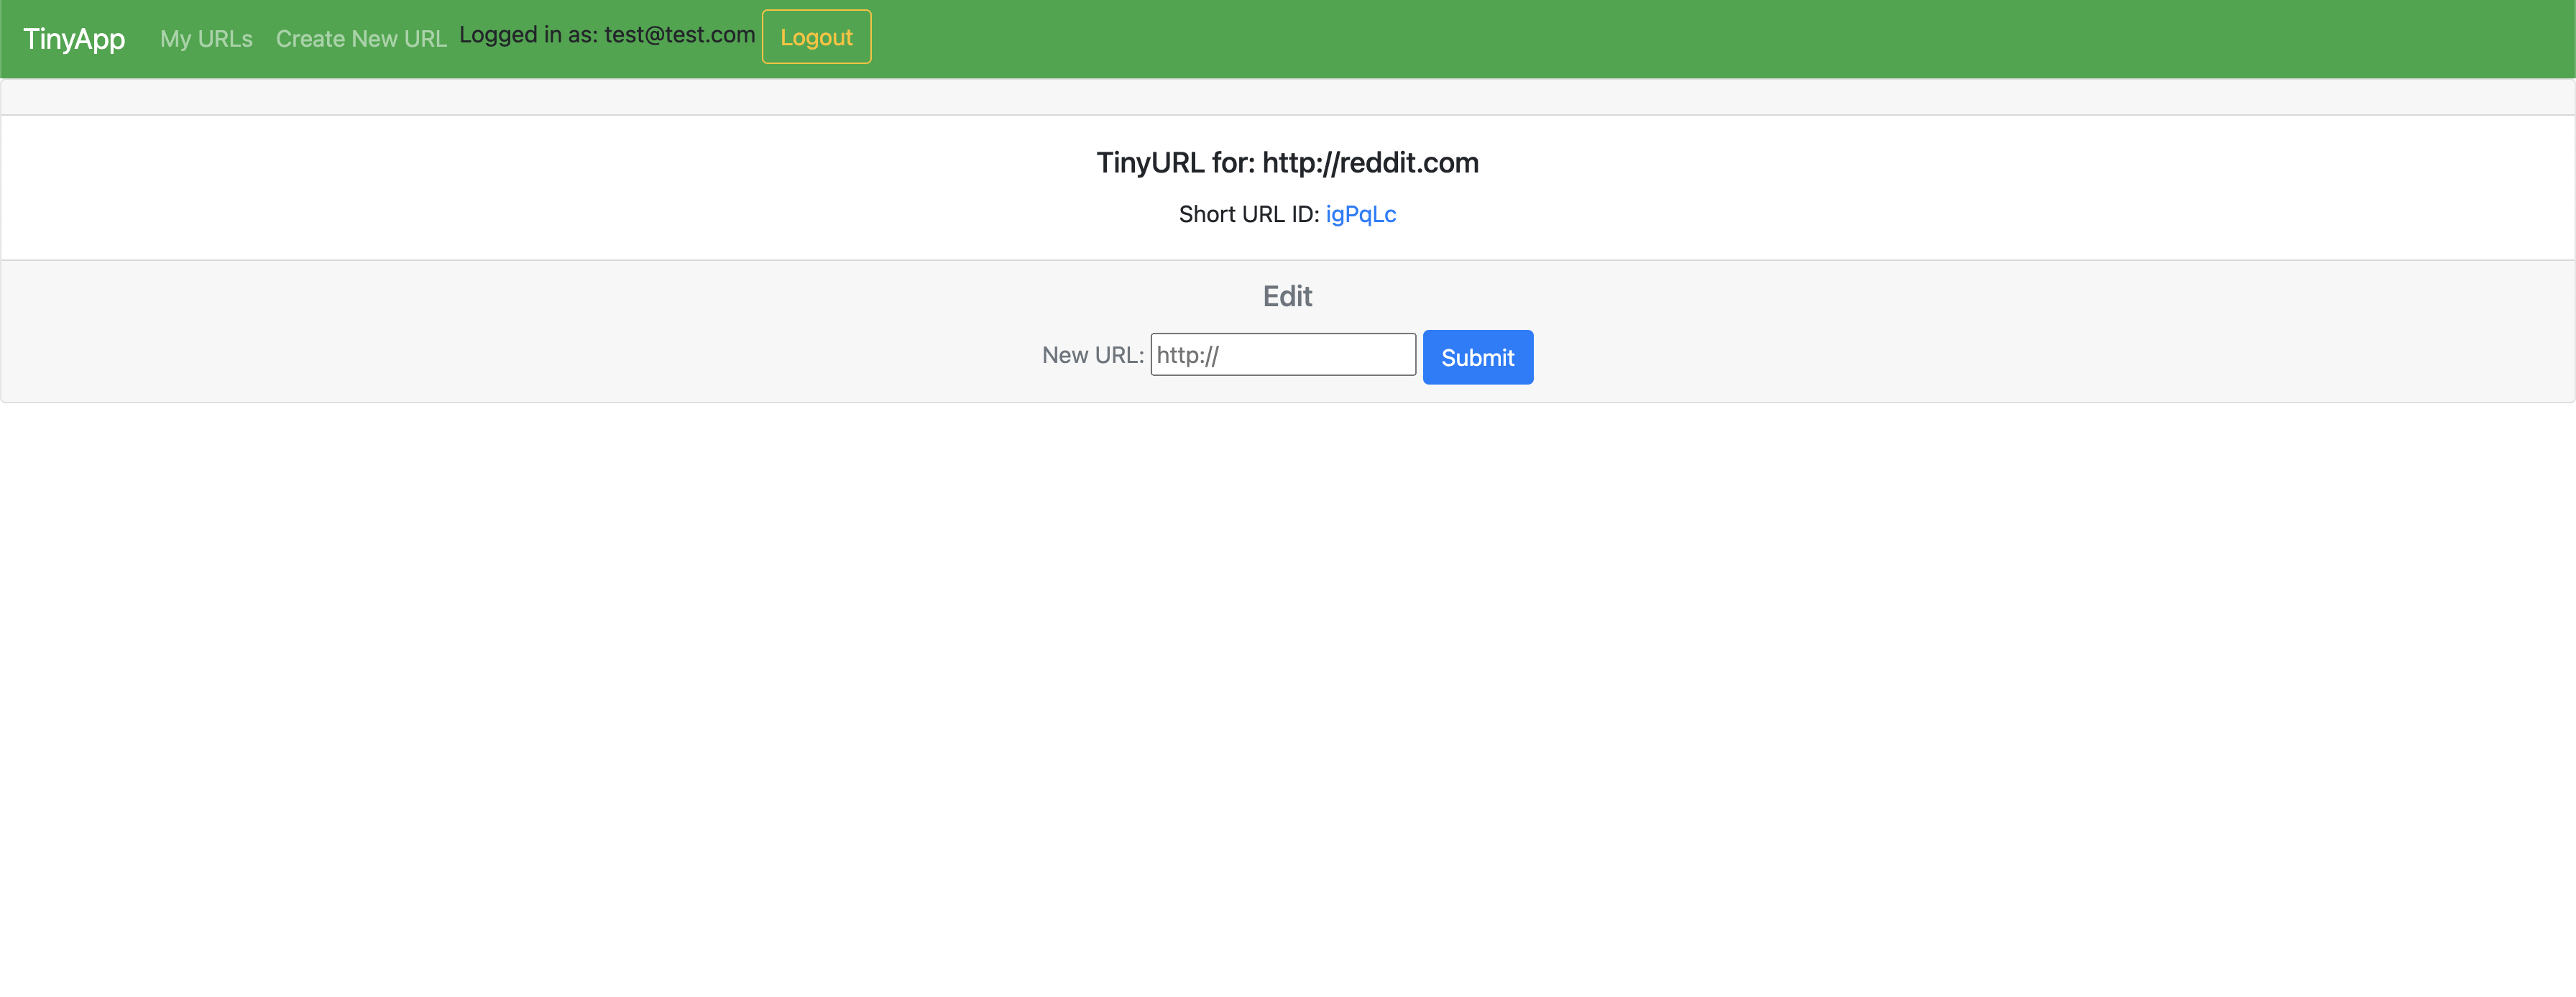 TinyApp My URLs Create New URL Logged in as: test@test.com Logout
TinyURL for: http://reddit.com
Short URL ID: igPqLc
Edit
New URL: http:// Submit